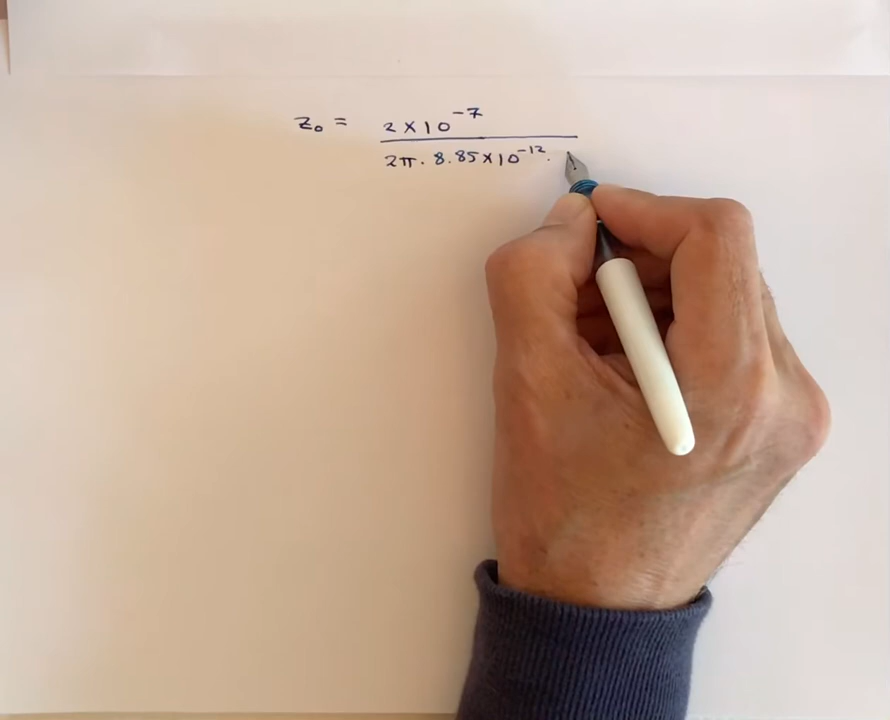 z₀ = 2 × 10⁻⁷
2π . 8.85 × 10⁻¹² .